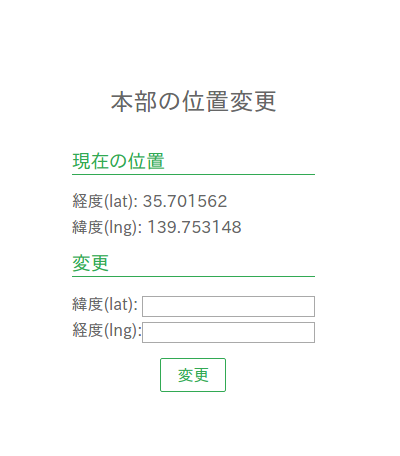 本部の位置変更
現在の位置
経度(lat): 35.701562
緯度(lng): 139.753148
変更
緯度(lat):
経度(lng):
変更